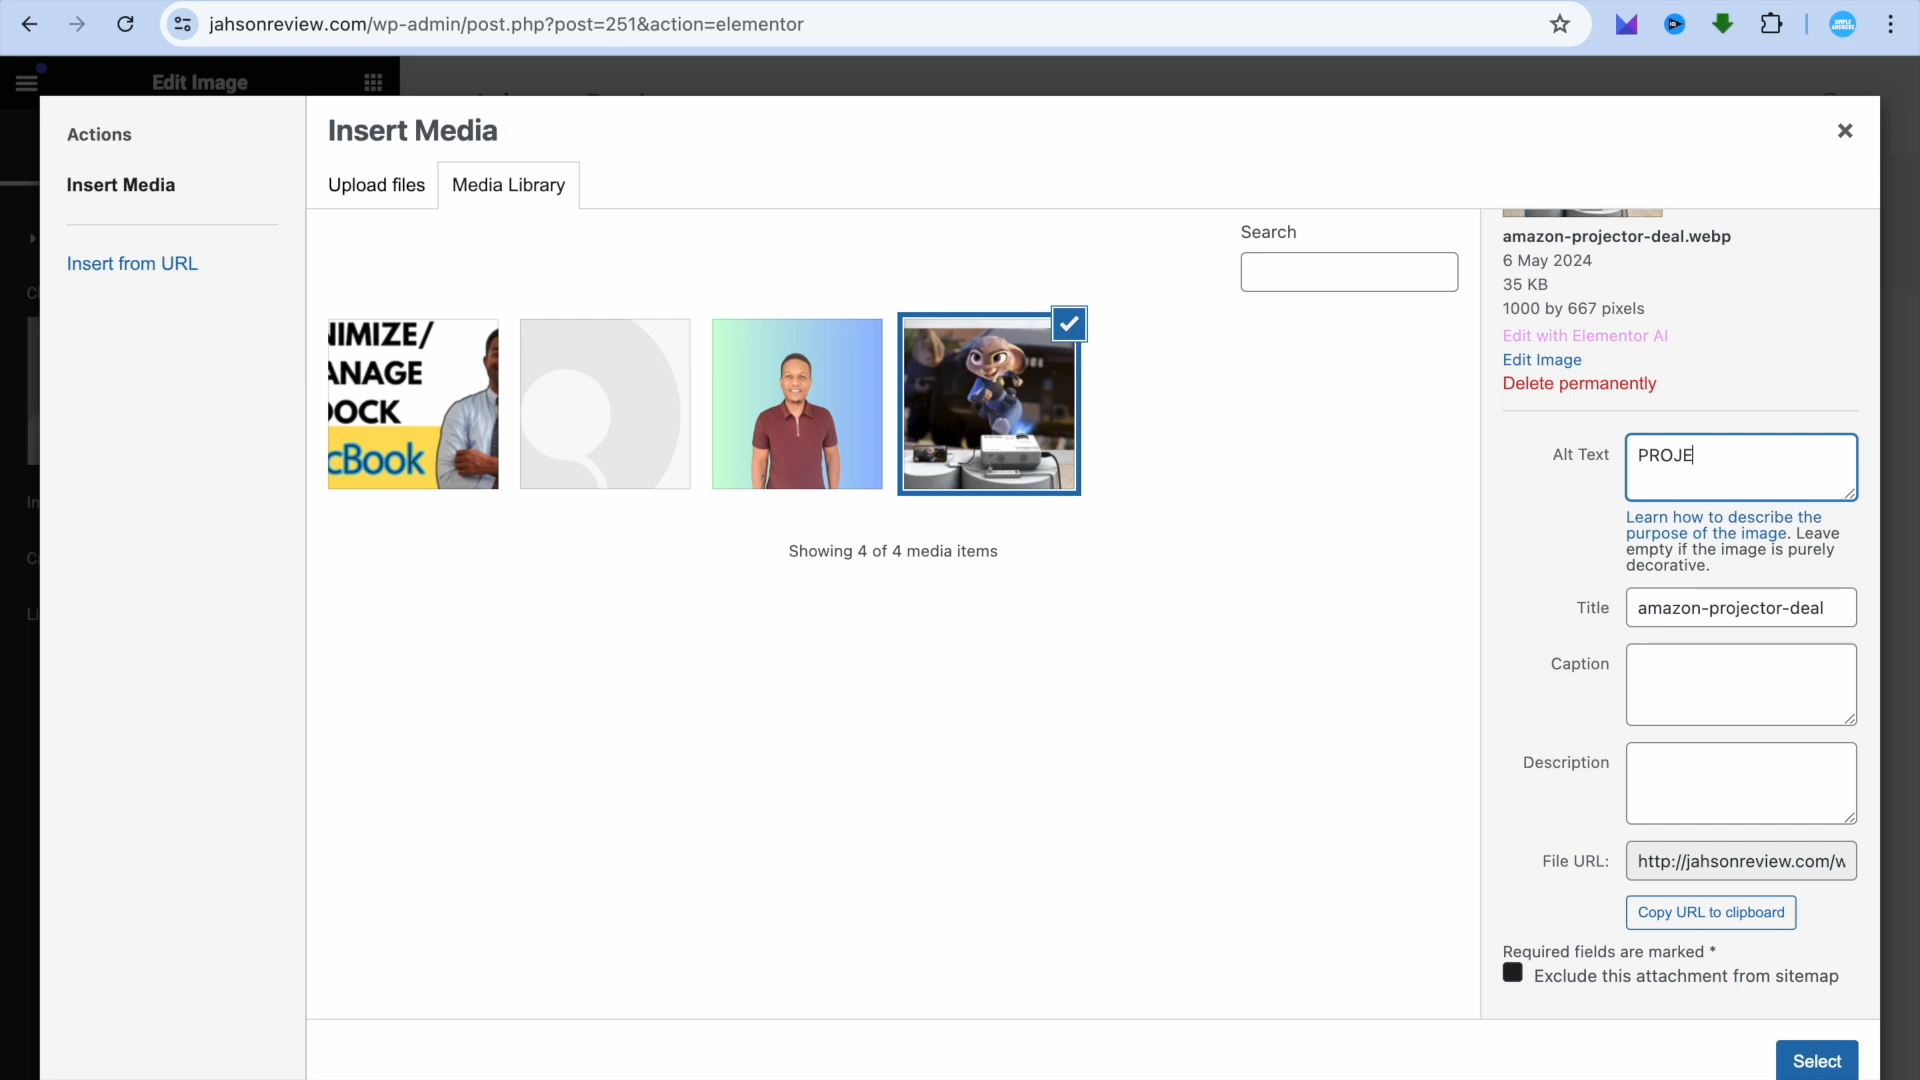 jahsonreview.com/wp-admin/post.php?post=251&action=elementor
Edit Image
Actions
Insert Media
Insert from URL
Insert Media
Upload files
Media Library
Search
NIMIZE/
ANAGE
DOCK
cBook
Showing 4 of 4 media items
amazon-projector-deal.webp
6 May 2024
35 KB
1000 by 667 pixels
Edit with Elementor AI
Edit Image
Delete permanently
Alt Text
PROJE
Learn how to describe the
purpose of the image. Leave
empty if the image is purely
decorative.
Title
amazon-projector-deal
Caption
Description
File URL:
http://jahsonreview.com/w
Copy URL to clipboard
Required fields are marked *
Exclude this attachment from sitemap
Select